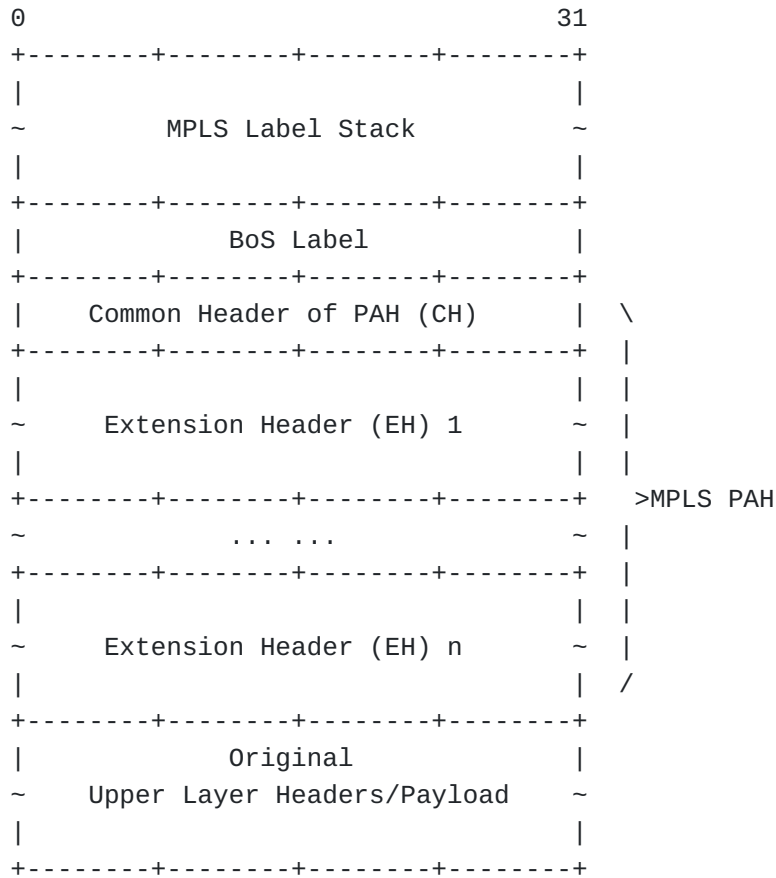 0                                  31
+--------+--------+--------+--------+
|                                   |
~         MPLS Label Stack          ~
|                                   |
+--------+--------+--------+--------+
|             BoS Label             |
+--------+--------+--------+--------+
|    Common Header of PAH (CH)      |  \
+--------+--------+--------+--------+  |
|                                   |  |
~     Extension Header (EH) 1       ~  |
|                                   |  |
+--------+--------+--------+--------+   >MPLS PAH
~             ... ...               ~  |
+--------+--------+--------+--------+  |
|                                   |  |
~     Extension Header (EH) n       ~  |
|                                   |  /
+--------+--------+--------+--------+
|             Original              |
~    Upper Layer Headers/Payload    ~
|                                   |
+--------+--------+--------+--------+